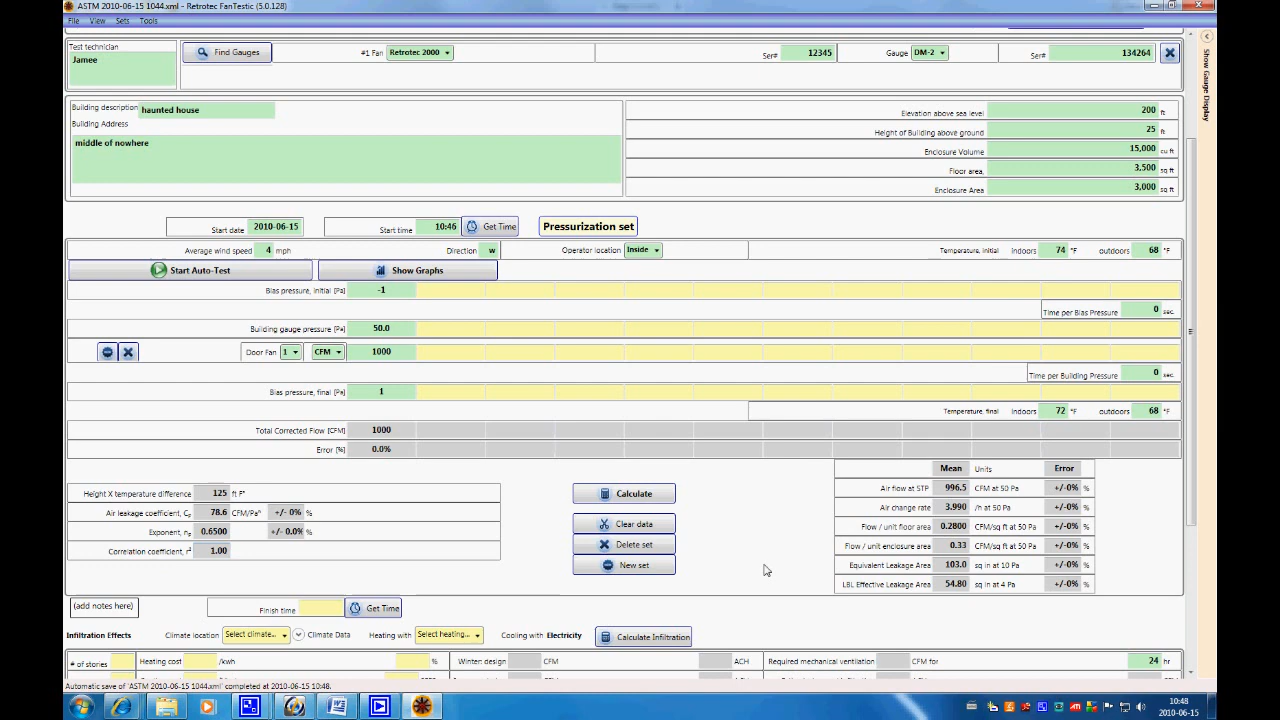 ASTM 2010-06-15 1044.xml - Retrotec FanTestic (5.0.128)
File View Sets Tools
Test technician
Jamee
Find Gauges #1 Fan Retrotec 2000 Ser# 12345 Gauge DM-2 Ser# 134264
Show Gauge Display
Building description haunted house
Building Address
middle of nowhere
Elevation above sea level 200 ft
Height of Building above ground 25 ft
Enclosure Volume 15,000 cu ft
Floor area, 3,500 sq ft
Enclosure Area 3,000 sq ft
Start date 2010-06-15 Start time 10:46 Get Time Pressurization set
Average wind speed 4 mph Direction w Operator location Inside Temperature, initial indoors 74 °F outdoors 68 °F
Start Auto-Test Show Graphs
Bias pressure, initial [Pa] -1
Time per Bias Pressure 0 sec.
Building gauge pressure [Pa] 50.0
Door Fan 1 CFM 1000
Time per Building Pressure 0 sec.
Bias pressure, final [Pa] 1
Temperature, final indoors 72 °F outdoors 68 °F
Total Corrected Flow [CFM] 1000
Error [%] 0.0%
Mean Units Error
Height X temperature difference 125 ft F°
Air leakage coefficient, CP 78.6 CFM/Paⁿ +/- 0% %
Exponent, nP 0.6500 +/- 0.0% %
Correlation coefficient, r² 1.00
Calculate
Clear data
Delete set
New set
Air flow at STP 996.5 CFM at 50 Pa +/-0% %
Air change rate 3.990 /h at 50 Pa +/-0% %
Flow / unit floor area 0.2800 CFM/sq ft at 50 Pa +/-0% %
Flow / unit enclosure area 0.33 CFM/sq ft at 50 Pa +/-0% %
Equivalent Leakage Area 103.0 sq in at 10 Pa +/-0% %
LBL Effective Leakage Area 54.80 sq in at 4 Pa +/-0% %
(add notes here) Finish time Get Time
Infiltration Effects Climate location Select climate... Climate Data Heating with Select heating... Cooling with Electricity Calculate Infiltration
# of stories Heating cost /kwh % Winter design CFM ACH Required mechanical ventilation CFM for 24 hr
Automatic save of 'ASTM 2010-06-15 1044.xml' completed at 2010-06-15 10:48.
10:48
2010-06-15